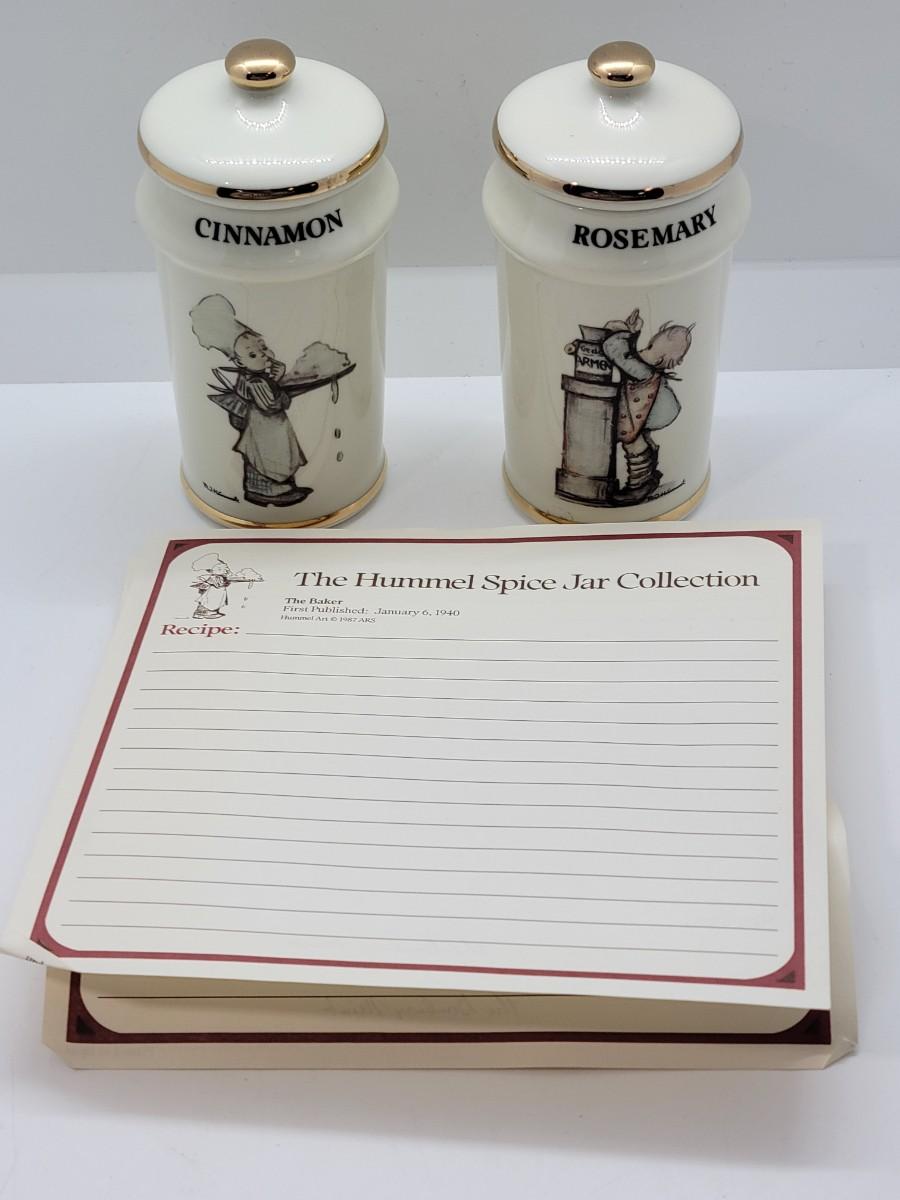 CINNAMON
ROSEMARY
The Hummel Spice Jar Collection
The Baker
First Published: January 6, 1940
Hummel Art © 1987 ARS
Recipe: